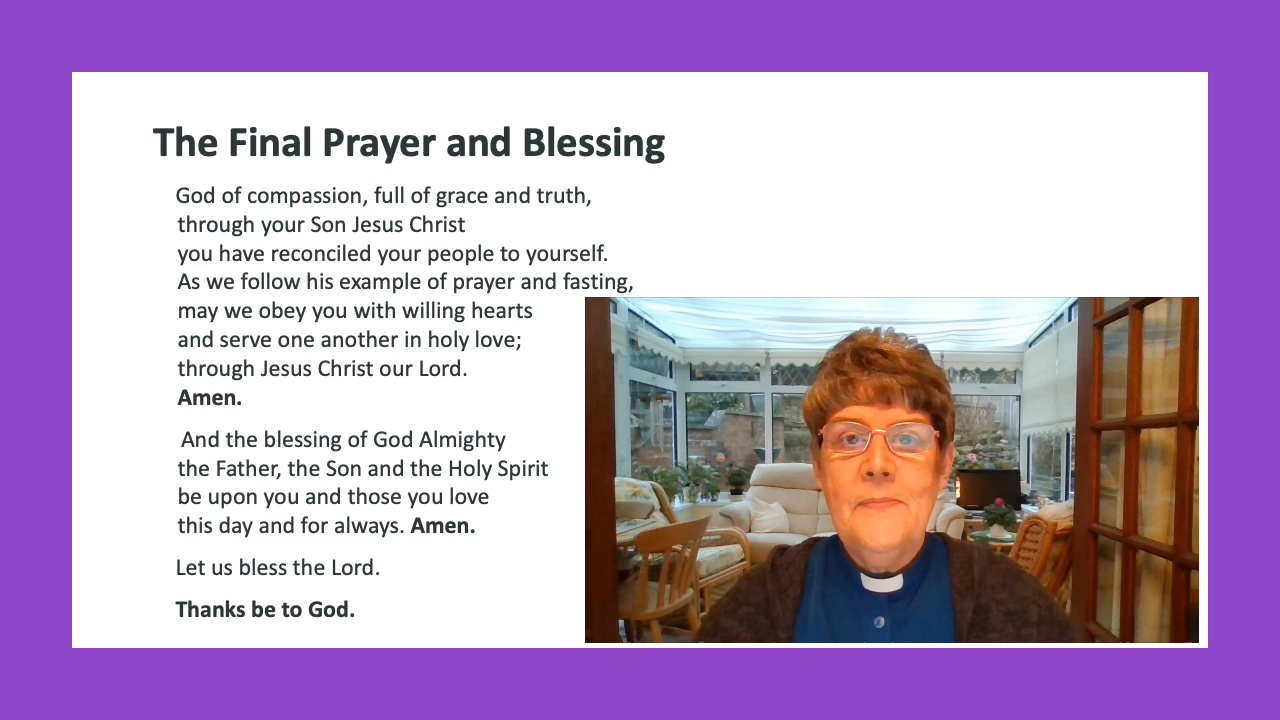 The Final Prayer and Blessing
God of compassion, full of grace and truth,
through your Son Jesus Christ
you have reconciled your people to yourself.
As we follow his example of prayer and fasting,
may we obey you with willing hearts
and serve one another in holy love;
through Jesus Christ our Lord.
Amen.
And the blessing of God Almighty
the Father, the Son and the Holy Spirit
be upon you and those you love
this day and for always. Amen.
Let us bless the Lord.
Thanks be to God.